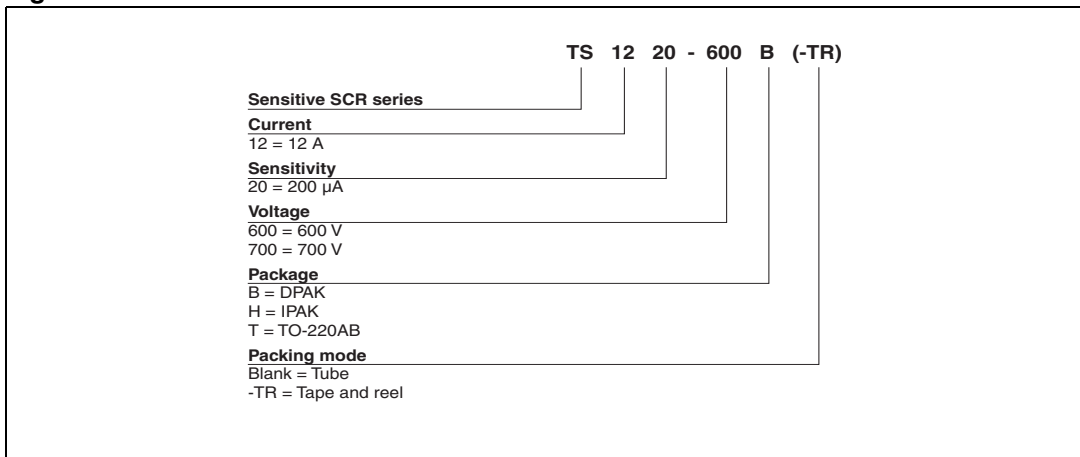 TS 12 20 - 600 B (-TR)
Sensitive SCR series
Current
12 = 12 A
Sensitivity
20 = 200 µA
Voltage
600 = 600 V
700 = 700 V
Package
B = DPAK
H = IPAK
T = TO-220AB
Packing mode
Blank = Tube
-TR = Tape and reel